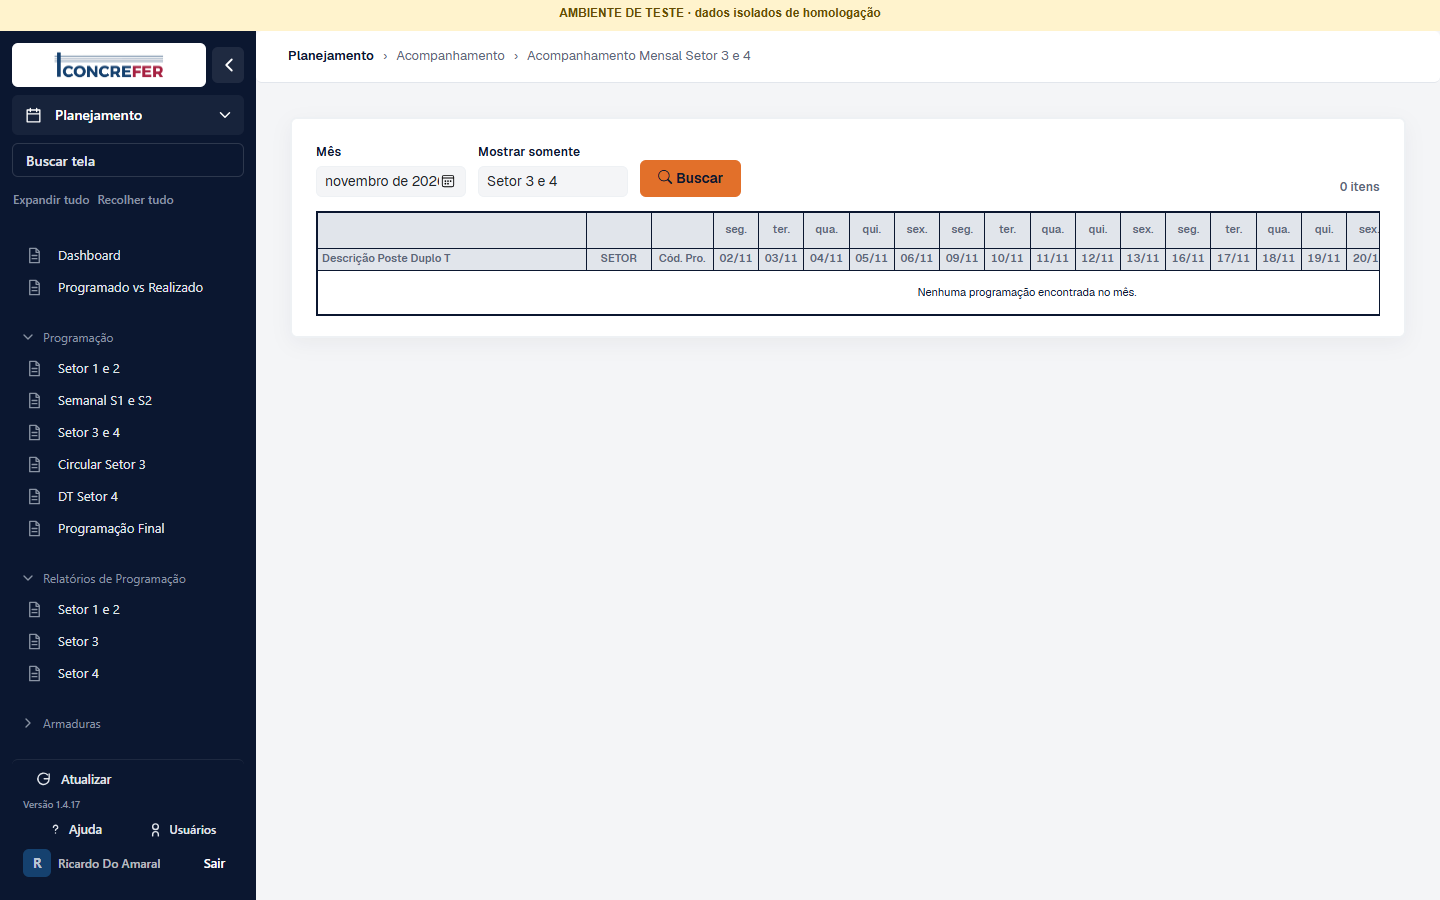 AMBIENTE DE TESTE · dados isolados de homologação
CONCREFER
Planejamento
Buscar tela
Expandir tudo Recolher tudo
Dashboard
Programado vs Realizado
Programação
Setor 1 e 2
Semanal S1 e S2
Setor 3 e 4
Circular Setor 3
DT Setor 4
Programação Final
Relatórios de Programação
Setor 1 e 2
Setor 3
Setor 4
Armaduras
Atualizar
Versão 1.4.17
? Ajuda Usuários
R Ricardo Do Amaral Sair
Planejamento › Acompanhamento › Acompanhamento Mensal Setor 3 e 4
Mês Mostrar somente
novembro de 202 Setor 3 e 4 Buscar 0 itens
seg. ter. qua. qui. sex. seg. ter. qua. qui. sex. seg. ter. qua. qui. sex.
Descrição Poste Duplo T SETOR Cód. Pro. 02/11 03/11 04/11 05/11 06/11 09/11 10/11 11/11 12/11 13/11 16/11 17/11 18/11 19/11 20/1
Nenhuma programação encontrada no mês.